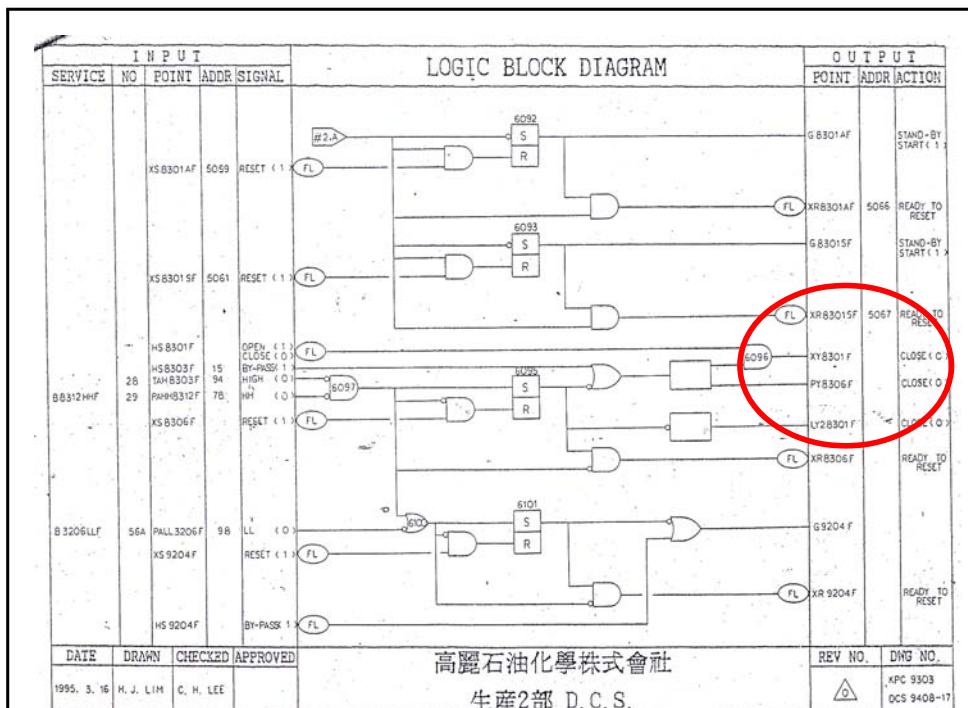 INPUT
LOGIC BLOCK DIAGRAM
OUTPUT
SERVICE NO POINT ADDR SIGNAL
POINT ADDR ACTION
#2.A
6092
S
R
G8301AF
STAND-BY
START(1)
XS8301AF 5059 RESET (1)
FL
FL
XR8301AF 5066 READY TO
RESET
6093
S
R
G8301SF
STAND-BY
START(1)
XS8301SF 5061 RESET (1)
FL
FL
XR8301SF 5067 READY TO
RESET
HS8301F
OPEN (1)
CLOSE(0)
FL
6096
XY8301F
CLOSE(0)
HS8303F 15 BY-PASS(1)
28 TAH8303F 94 HIGH (0)
6097
6095
S
R
PY8306F
CLOSE(0)
B8312HHF 29 PAHH8312F 78 HH (0)
XS8306F
RESET (1)
FL
LY28301F
CLOSE(0)
FL
XR8306F
READY TO
RESET
6101
S
R
B3206LLF 56A PALL3206F 98 LL (0)
6100
G9204F
XS9204F
RESET (1)
FL
FL
XR9204F
READY TO
RESET
HS9204F
BY-PASS(1)
FL
DATE DRAWN CHECKED APPROVED
高麗石油化學株式會社
REV NO. DWG NO.
1995. 3. 16 H. J. LIM C. H. LEE
生産2部 D.C.S.
0
KPC 9303
DCS 9408-17